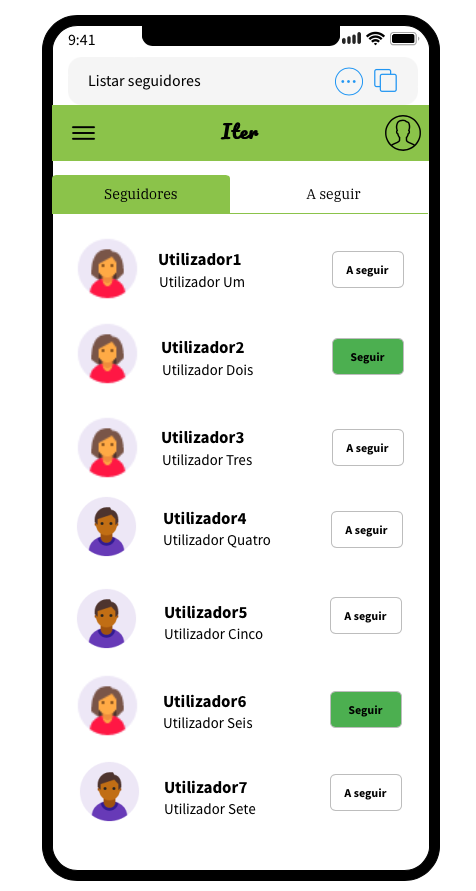 9:41
Listar seguidores
Iter
Seguidores A seguir
Utilizador1
Utilizador Um
A seguir
Utilizador2
Utilizador Dois
Seguir
Utilizador3
Utilizador Tres
A seguir
Utilizador4
Utilizador Quatro
A seguir
Utilizador5
Utilizador Cinco
A seguir
Utilizador6
Utilizador Seis
Seguir
Utilizador7
Utilizador Sete
A seguir